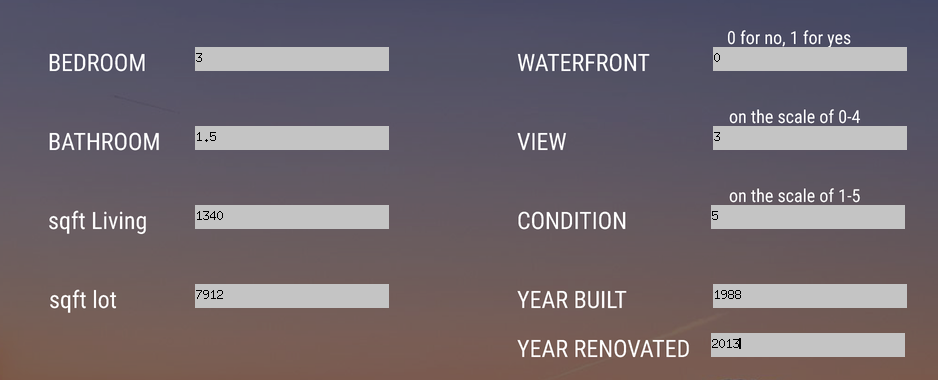 BEDROOM 3
BATHROOM 1.5
sqft Living 1340
sqft lot 7912
0 for no, 1 for yes
WATERFRONT 0
on the scale of 0-4
VIEW 3
on the scale of 1-5
CONDITION 5
YEAR BUILT 1988
YEAR RENOVATED 2013